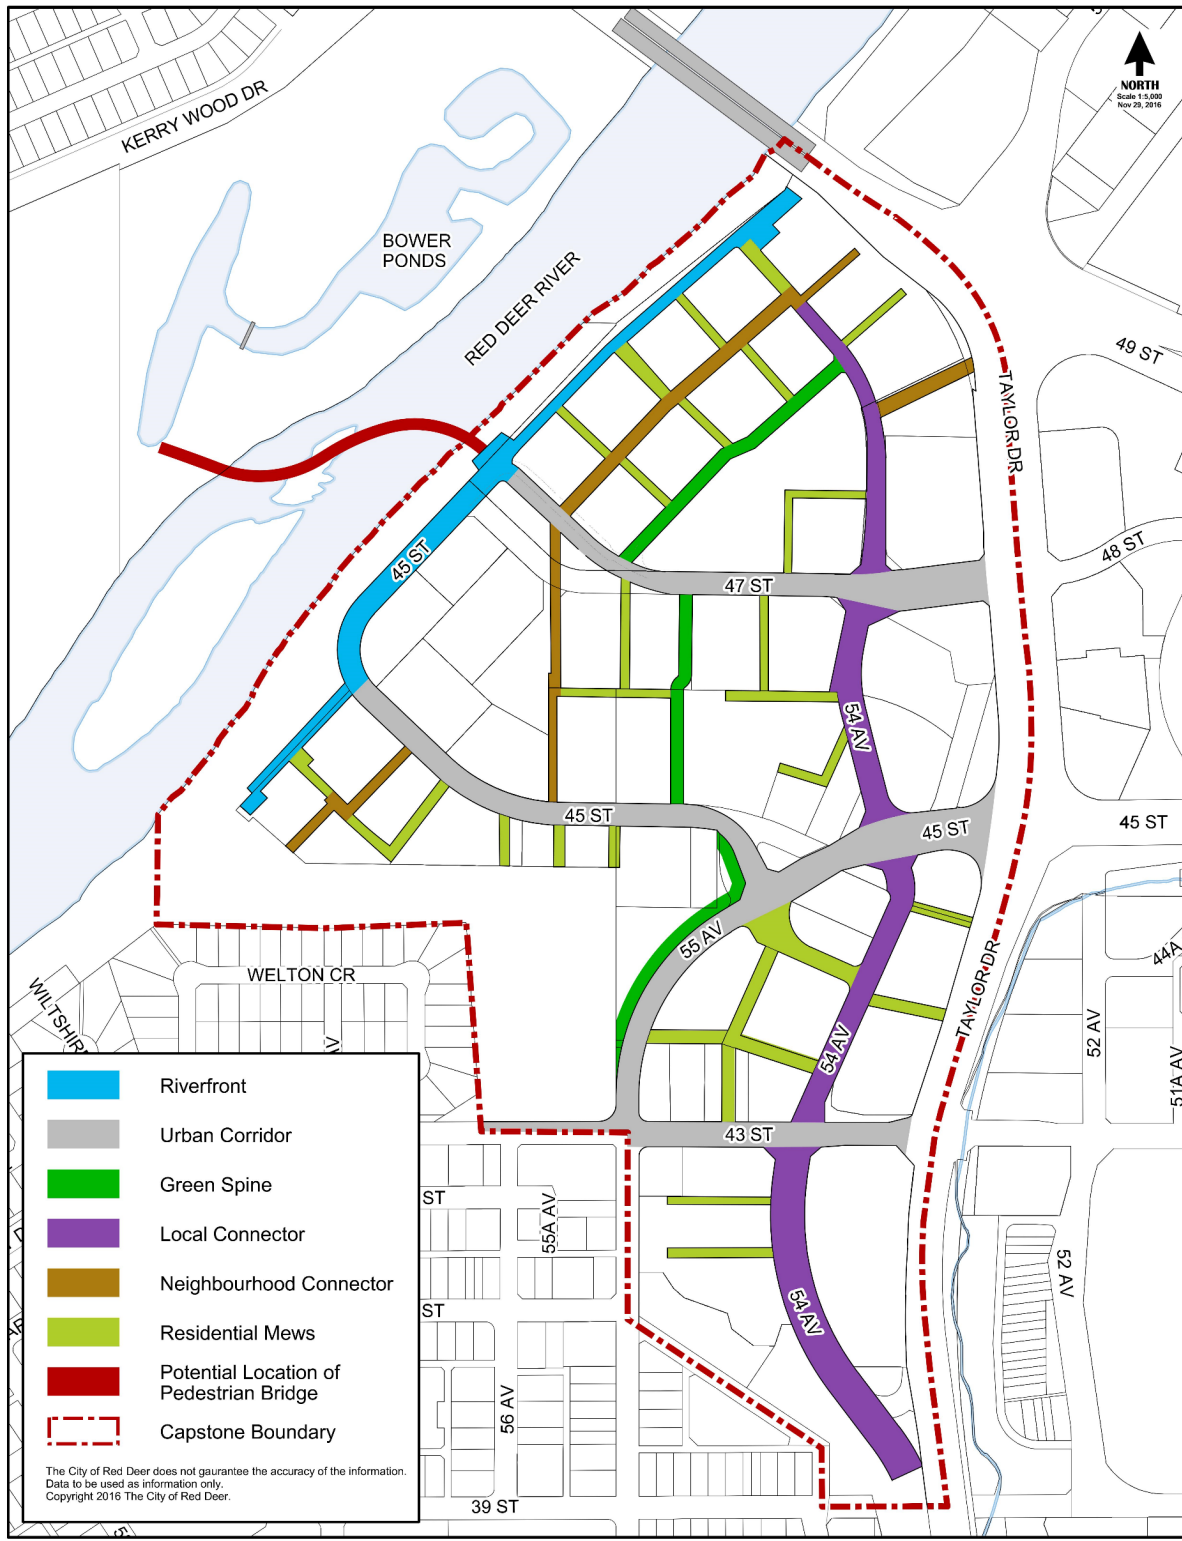 NORTH
Scale 1:5,000
Nov 29, 2016
KERRY WOOD DR
BOWER
PONDS
RED DEER RIVER
49 ST
TAYLOR DR
48 ST
45 ST
47 ST
54 AV
45 ST
45 ST
45 ST
55 AV
44A
WELTON CR
WILTSHIR
TAYLOR DR
52 AV
51A AV
54 AV
43 ST
ST
55A AV
52 AV
54 AV
ST
56 AV
39 ST
Riverfront
Urban Corridor
Green Spine
Local Connector
Neighbourhood Connector
Residential Mews
Potential Location of
Pedestrian Bridge
Capstone Boundary
The City of Red Deer does not gaurantee the accuracy of the information.
Data to be used as information only.
Copyright 2016 The City of Red Deer.